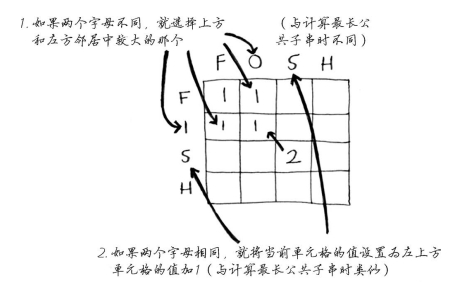 1. 如果两个字母不同，就选择上方 （与计算最长公
和左方邻居中较大的那个 共子串时不同）
F O S H
F 1 1
I 1 1
S 2
H
2. 如果两个字母相同，就将当前单元格的值设置为左上方
单元格的值加1（与计算最长公共子串时类似）